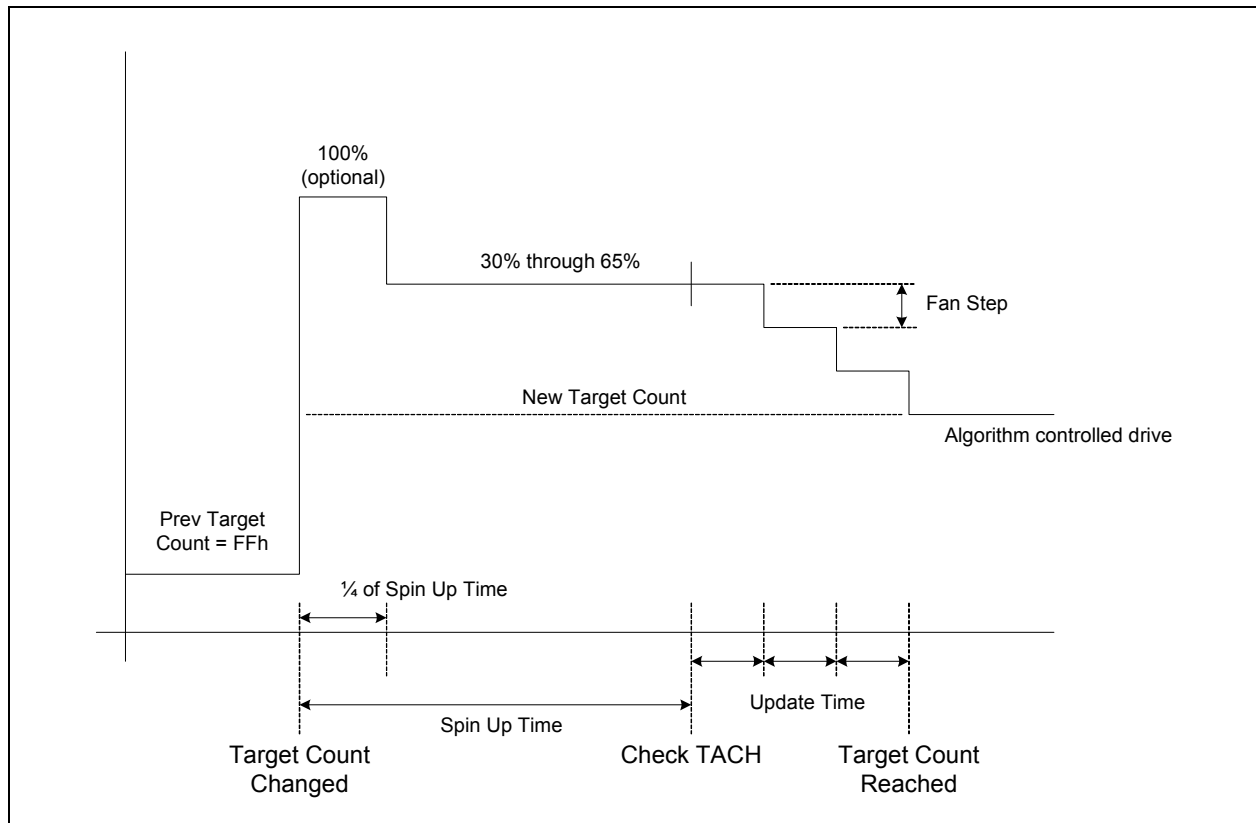 100%
(optional)
30% through 65%
Fan Step
New Target Count
Algorithm controlled drive
Prev Target
Count = FFh
¼ of Spin Up Time
Update Time
Spin Up Time
Target Count
Changed
Check TACH
Target Count
Reached